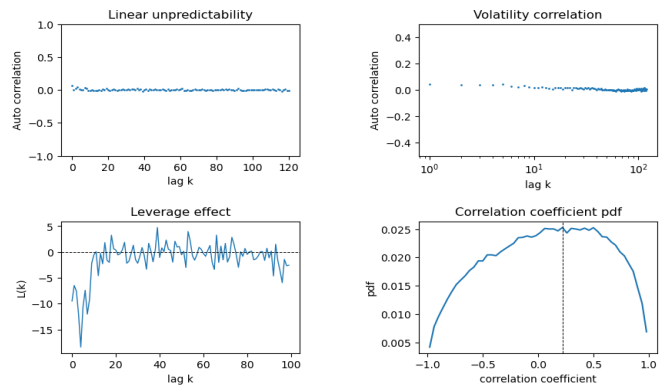 Linear unpredictability
1.0
0.5
0.0
−0.5
−1.0
Auto correlation
0 20 40 60 80 100 120
lag k
Volatility correlation
0.4
0.2
0.0
−0.2
−0.4
Auto correlation
10⁰ 10¹ 10²
lag k
Leverage effect
5
0
−5
−10
−15
L(k)
0 20 40 60 80 100
lag k
Correlation coefficient pdf
0.025
0.020
0.015
0.010
0.005
pdf
−1.0 −0.5 0.0 0.5 1.0
correlation coefficient